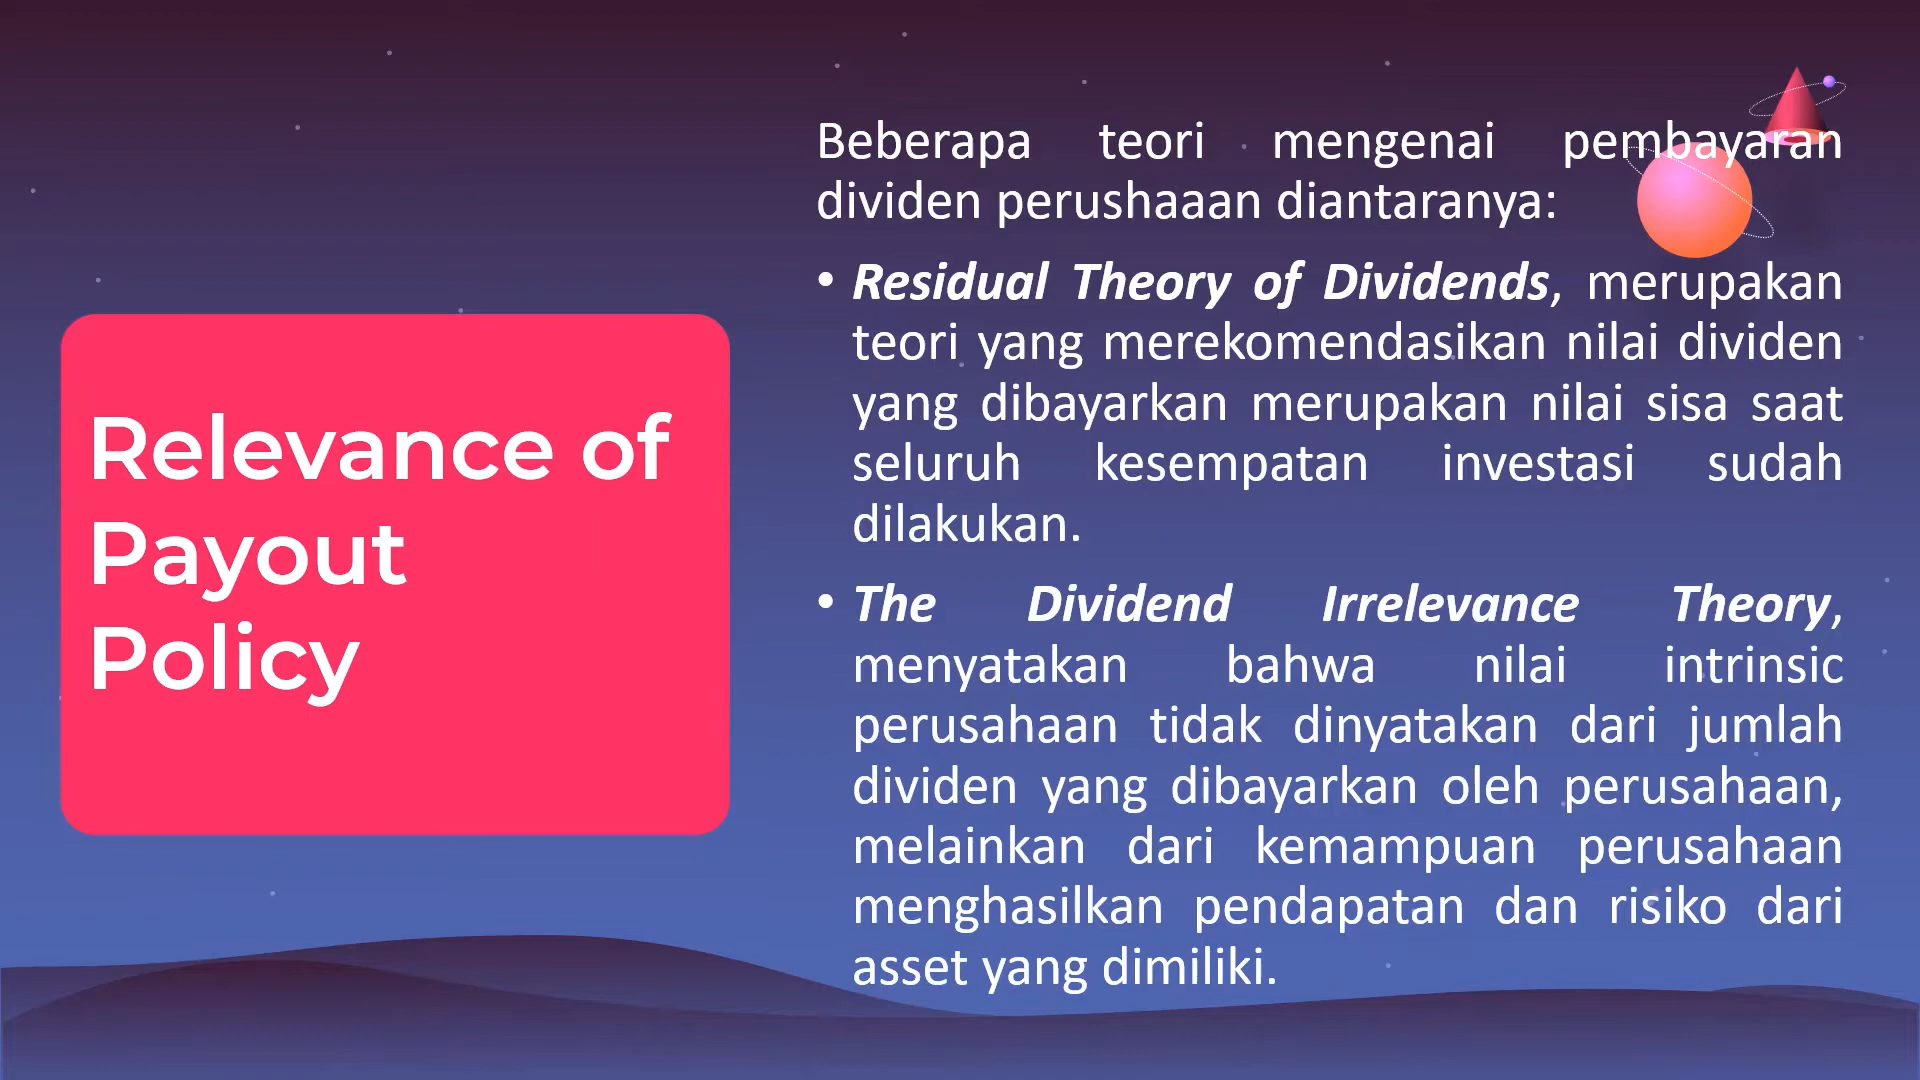 Relevance of
Payout
Policy
Beberapa teori mengenai pembayaran
dividen perushaaan diantaranya:
• Residual Theory of Dividends, merupakan
teori yang merekomendasikan nilai dividen
yang dibayarkan merupakan nilai sisa saat
seluruh kesempatan investasi sudah
dilakukan.
• The Dividend Irrelevance Theory,
menyatakan bahwa nilai intrinsic
perusahaan tidak dinyatakan dari jumlah
dividen yang dibayarkan oleh perusahaan,
melainkan dari kemampuan perusahaan
menghasilkan pendapatan dan risiko dari
asset yang dimiliki.